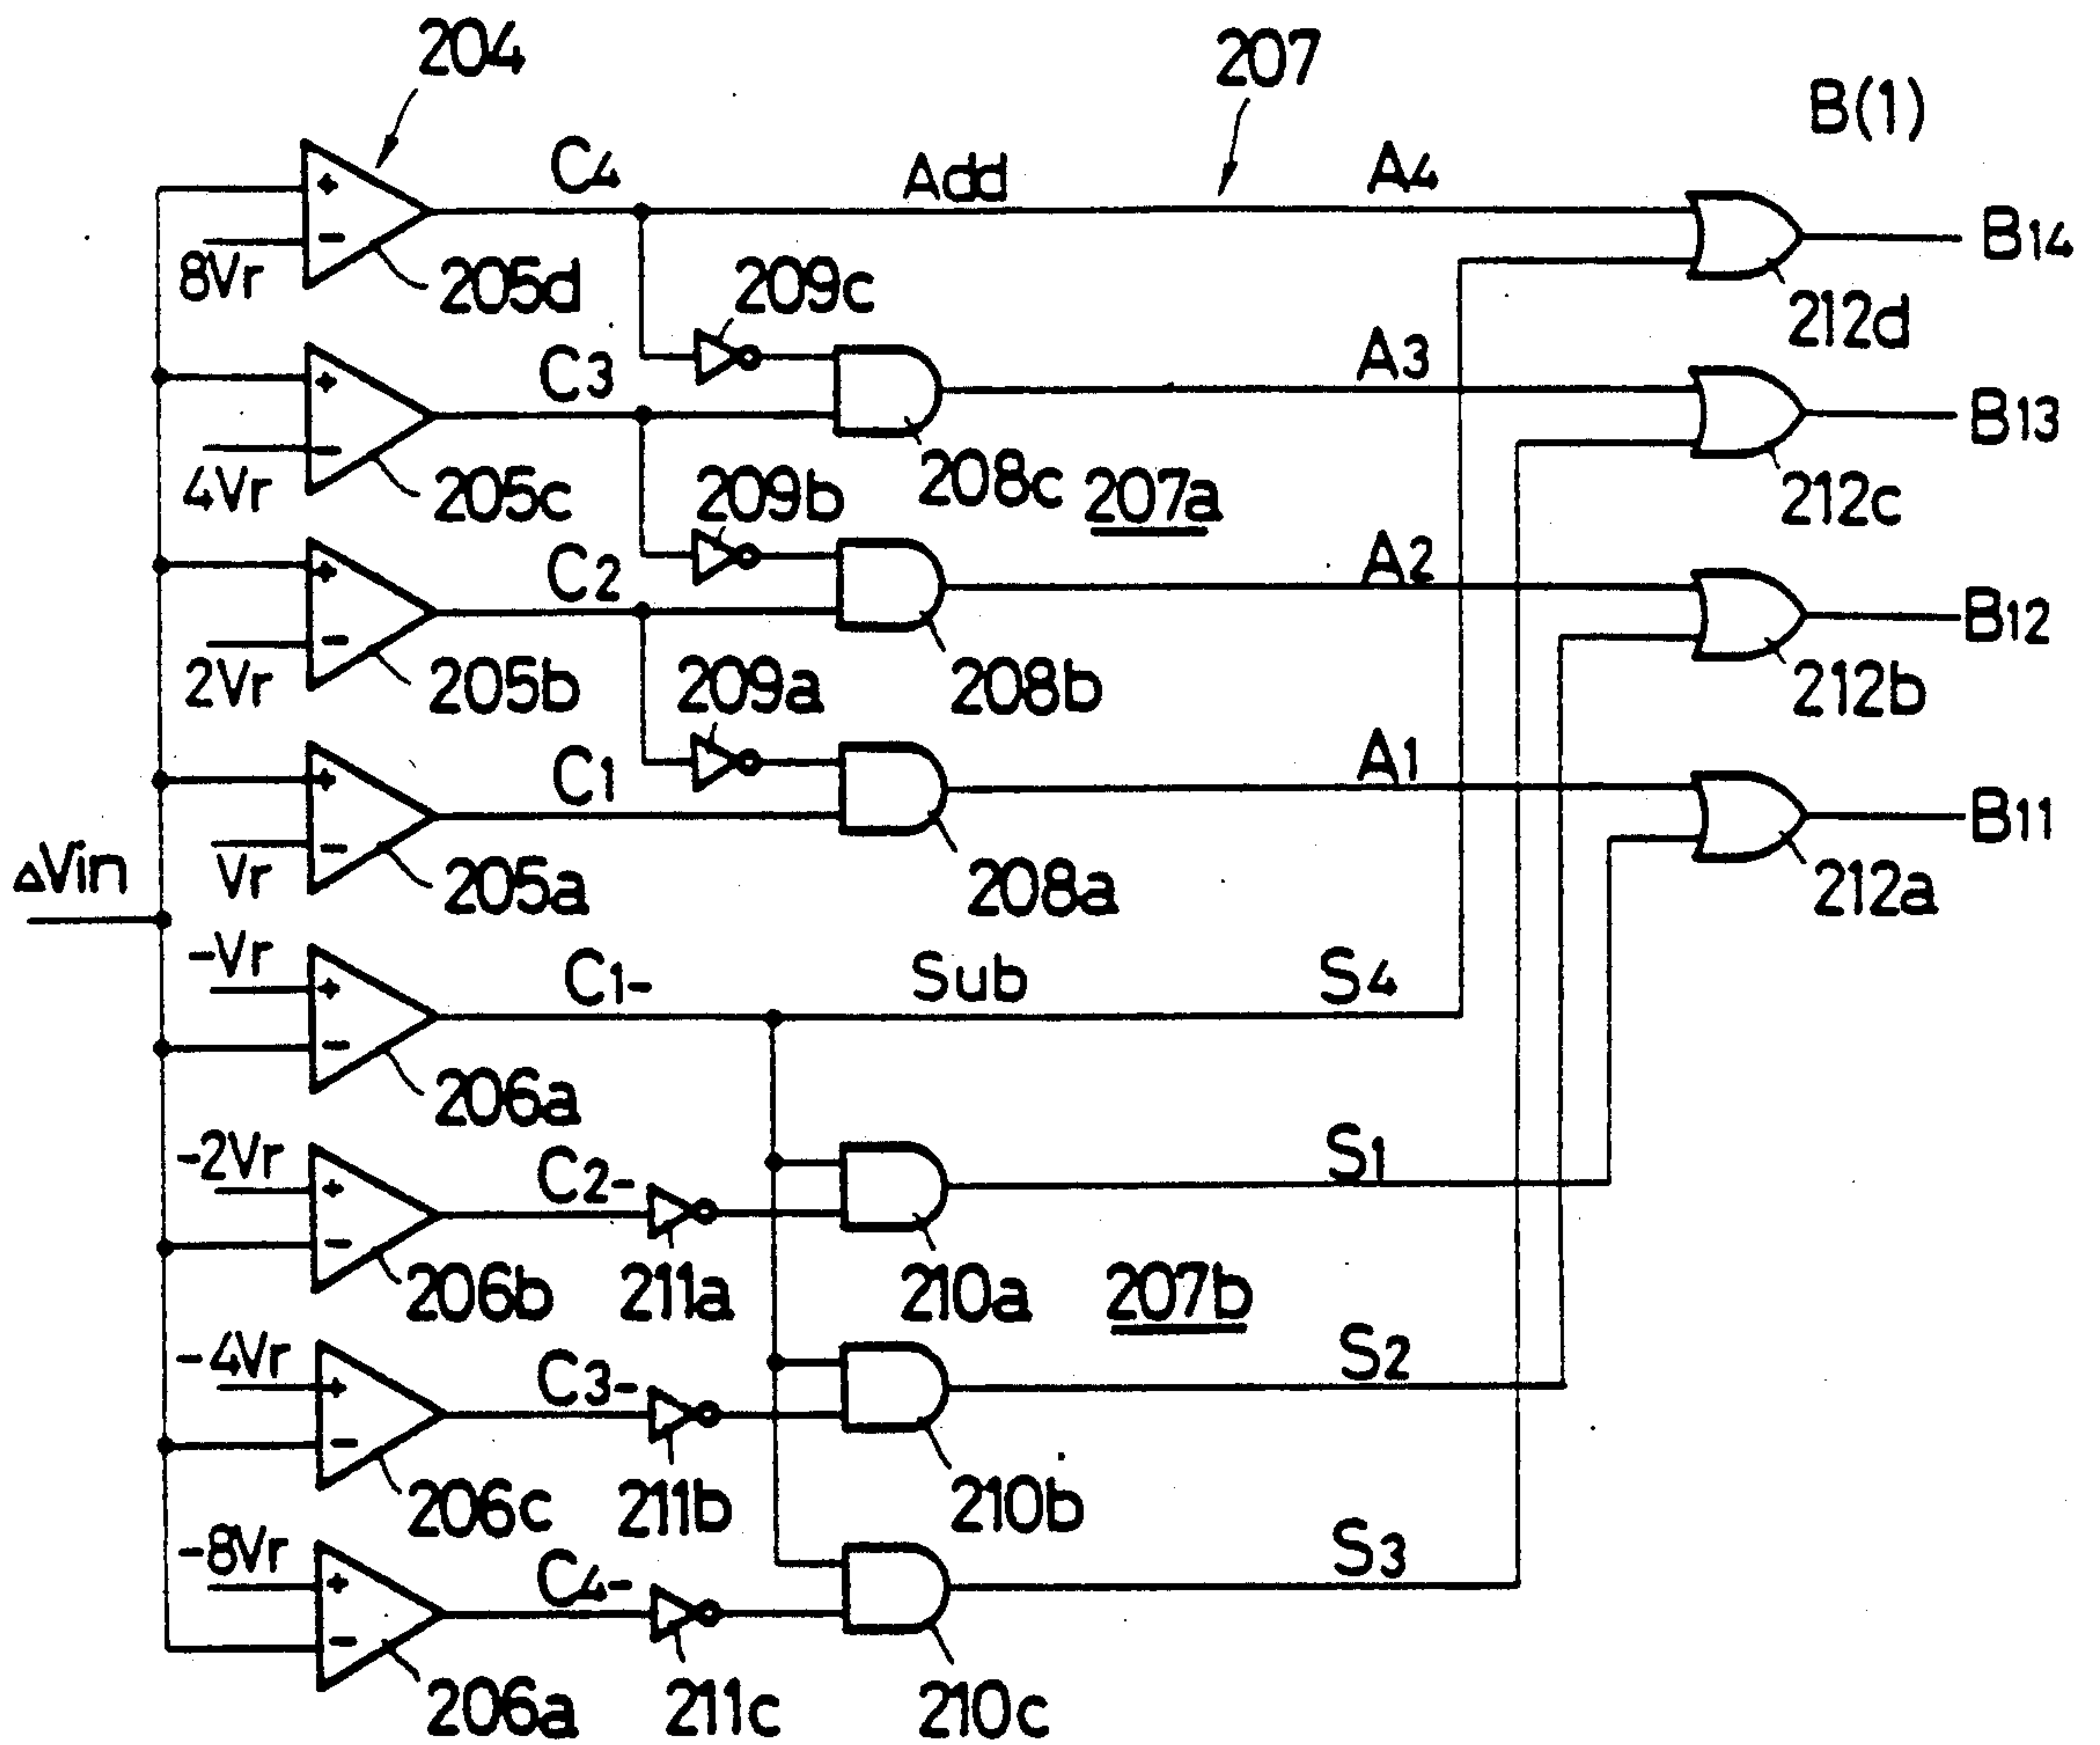 204
207
B(1)
C4
Add
A4
+
−
8Vr
205d
209c
B14
212d
C3
A3
+
−
4Vr
205c
208c
207a
B13
212c
209b
C2
A2
+
−
2Vr
205b
208b
B12
212b
209a
C1
A1
+
−
Vr
205a
208a
B11
212a
ΔVin
−Vr
C1−
Sub
S4
+
−
206a
−2Vr
C2−
S1
+
−
206b
211a
210a
207b
−4Vr
C3−
S2
+
−
206c
211b
210b
−8Vr
C4−
S3
+
−
206a
211c
210c